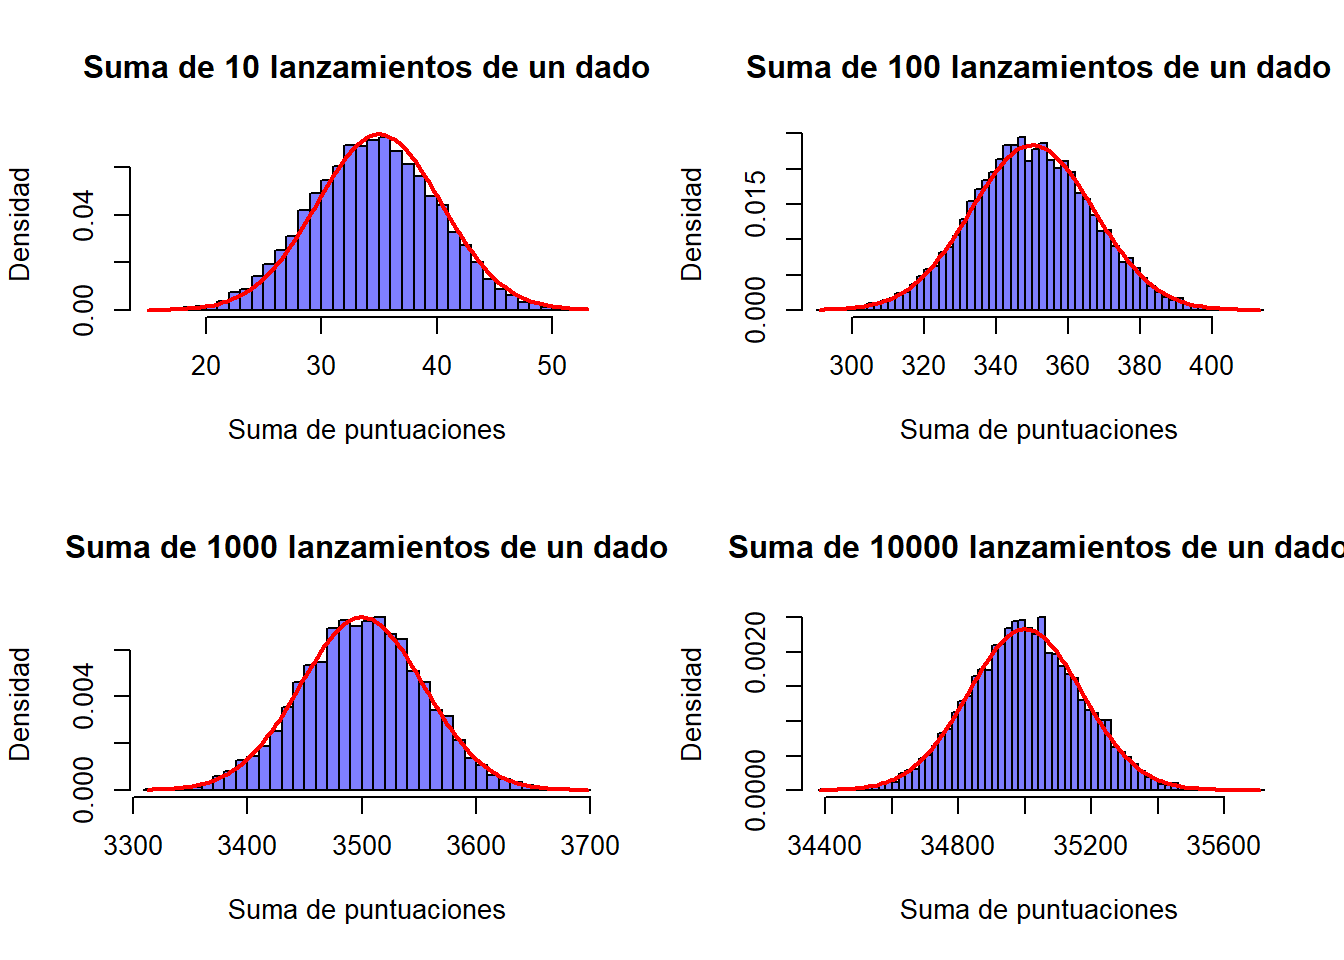 Suma de 10 lanzamientos de un dado
Densidad
0.00
0.04
20 30 40 50
Suma de puntuaciones
Suma de 100 lanzamientos de un dado
Densidad
0.000
0.015
300 320 340 360 380 400
Suma de puntuaciones
Suma de 1000 lanzamientos de un dado
Densidad
0.000
0.004
3300 3400 3500 3600 3700
Suma de puntuaciones
Suma de 10000 lanzamientos de un dado
Densidad
0.0000
0.0020
34400 34800 35200 35600
Suma de puntuaciones